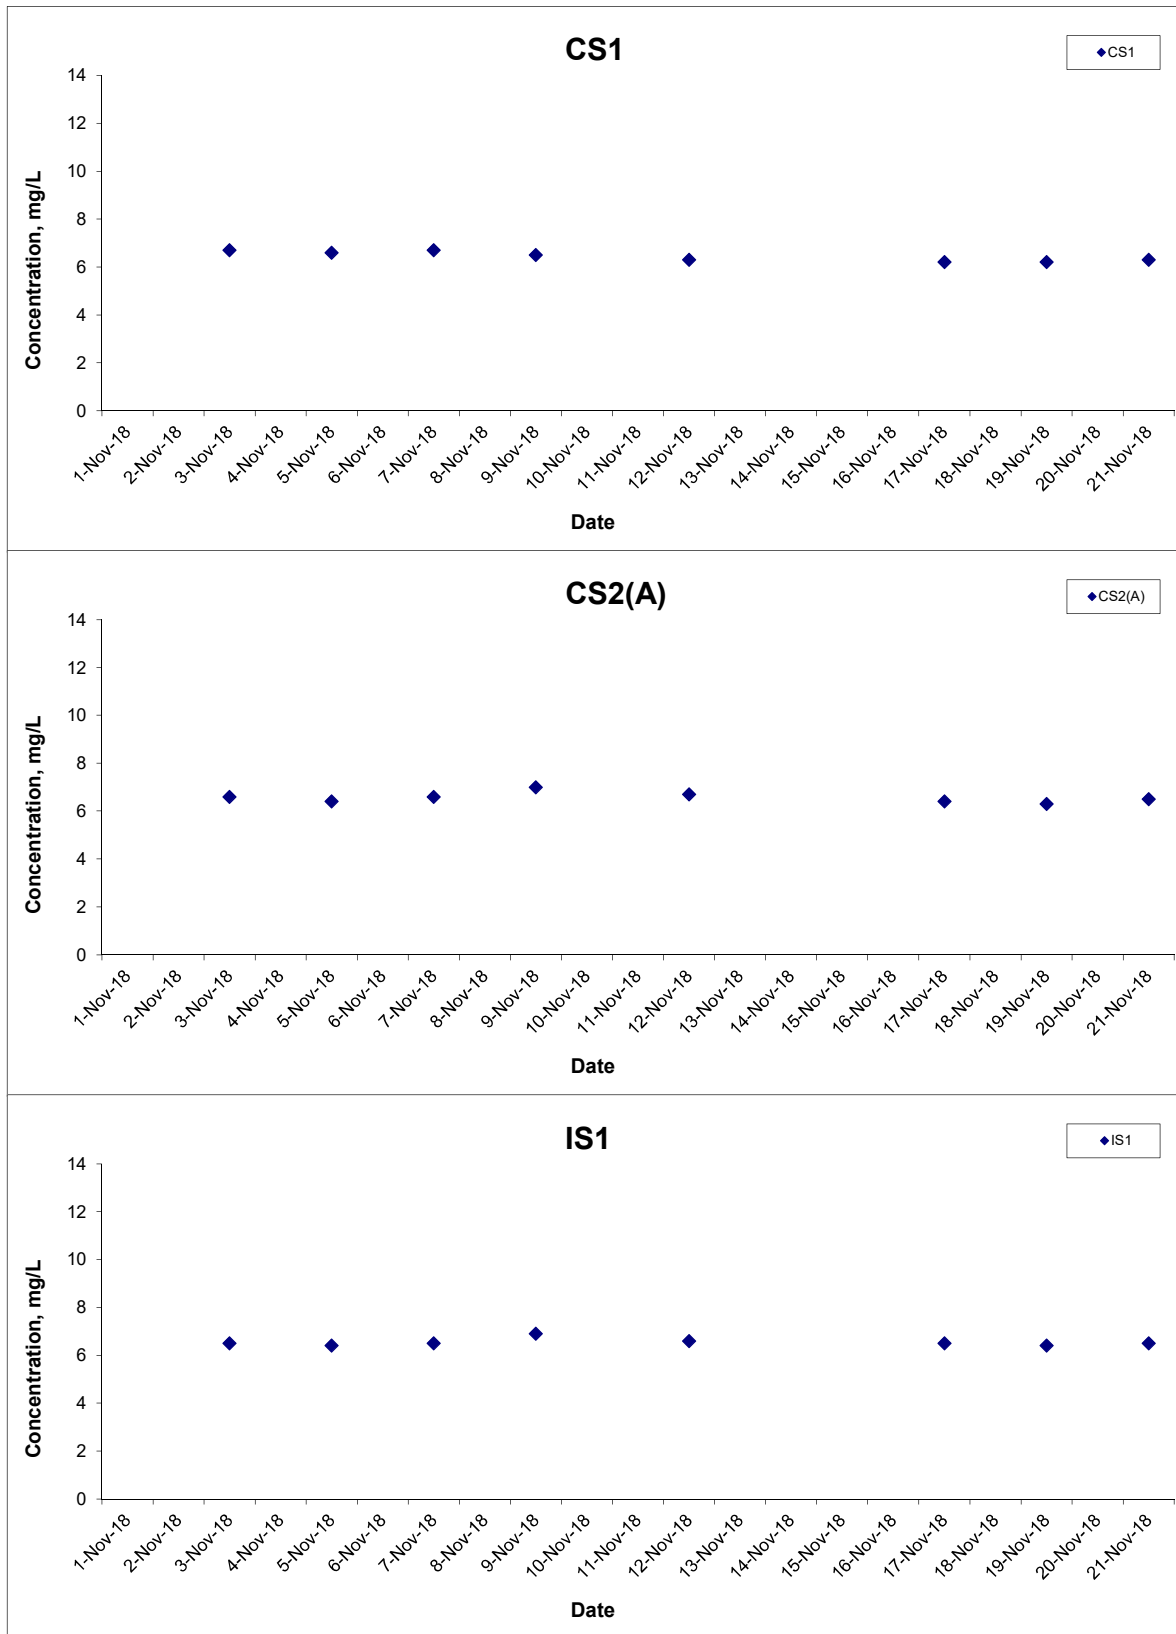 CS1
CS1
14
12
10
8
6
4
2
0
Concentration, mg/L
1-Nov-18
2-Nov-18
3-Nov-18
4-Nov-18
5-Nov-18
6-Nov-18
7-Nov-18
8-Nov-18
9-Nov-18
10-Nov-18
11-Nov-18
12-Nov-18
13-Nov-18
14-Nov-18
15-Nov-18
16-Nov-18
17-Nov-18
18-Nov-18
19-Nov-18
20-Nov-18
21-Nov-18
Date
CS2(A)
CS2(A)
14
12
10
8
6
4
2
0
Concentration, mg/L
1-Nov-18
2-Nov-18
3-Nov-18
4-Nov-18
5-Nov-18
6-Nov-18
7-Nov-18
8-Nov-18
9-Nov-18
10-Nov-18
11-Nov-18
12-Nov-18
13-Nov-18
14-Nov-18
15-Nov-18
16-Nov-18
17-Nov-18
18-Nov-18
19-Nov-18
20-Nov-18
21-Nov-18
Date
IS1
IS1
14
12
10
8
6
4
2
0
Concentration, mg/L
1-Nov-18
2-Nov-18
3-Nov-18
4-Nov-18
5-Nov-18
6-Nov-18
7-Nov-18
8-Nov-18
9-Nov-18
10-Nov-18
11-Nov-18
12-Nov-18
13-Nov-18
14-Nov-18
15-Nov-18
16-Nov-18
17-Nov-18
18-Nov-18
19-Nov-18
20-Nov-18
21-Nov-18
Date